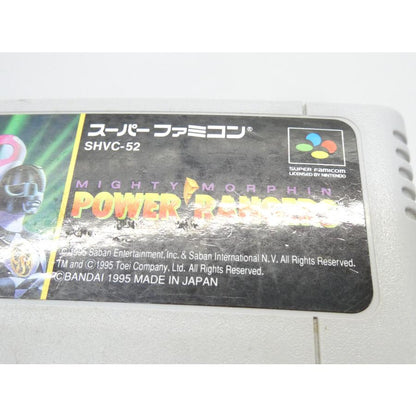 スーパーファミコン®
SHVC-52
SUPER FAMICOM
LICENSED BY NINTENDO
MIGHTY MORPHIN
POWER RANGERS
© 1995 Saban Entertainment, Inc. & Saban International N.V. All Rights Reserved.
TM and © 1995 Toei Company, Ltd. All Rights Reserved.
© BANDAI 1995 MADE IN JAPAN